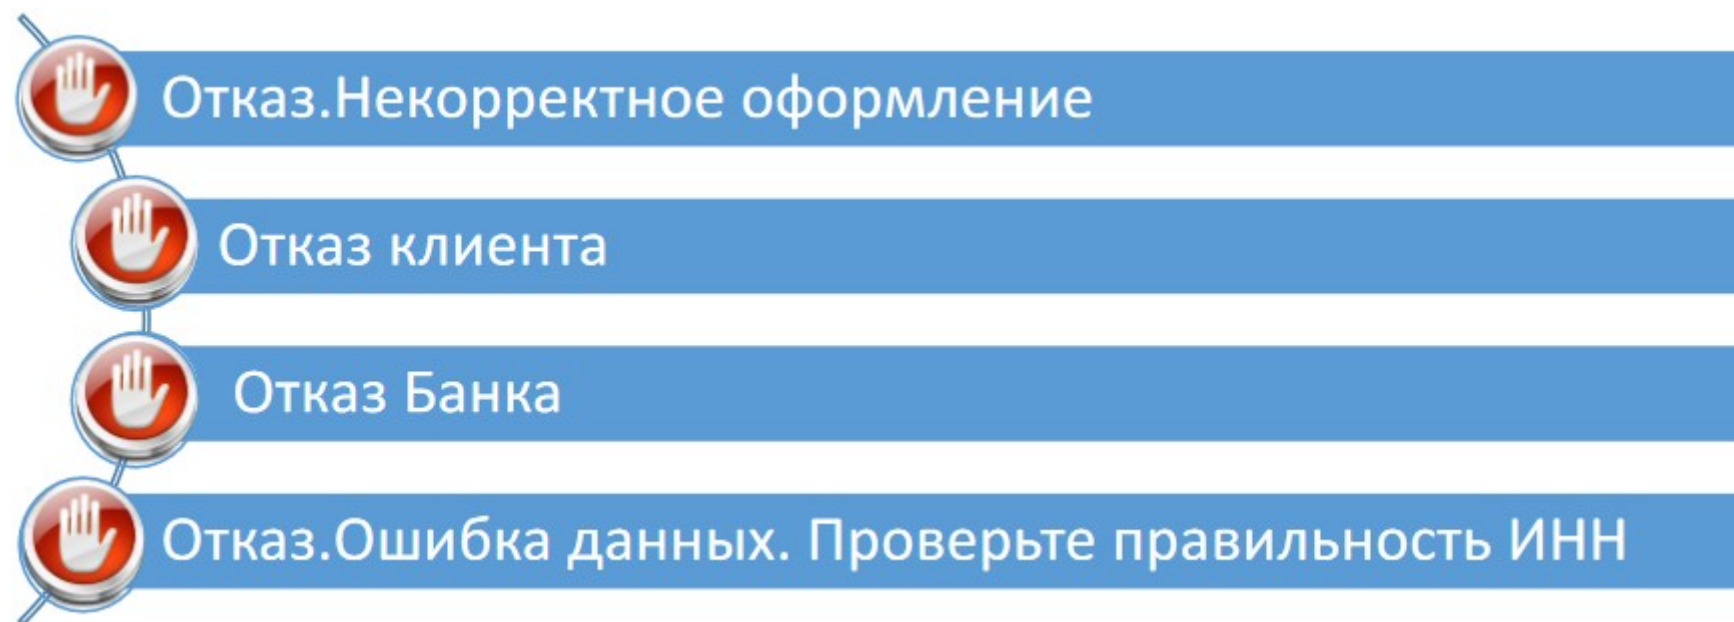 Отказ.Некорректное оформление
Отказ клиента
Отказ Банка
Отказ.Ошибка данных. Проверьте правильность ИНН